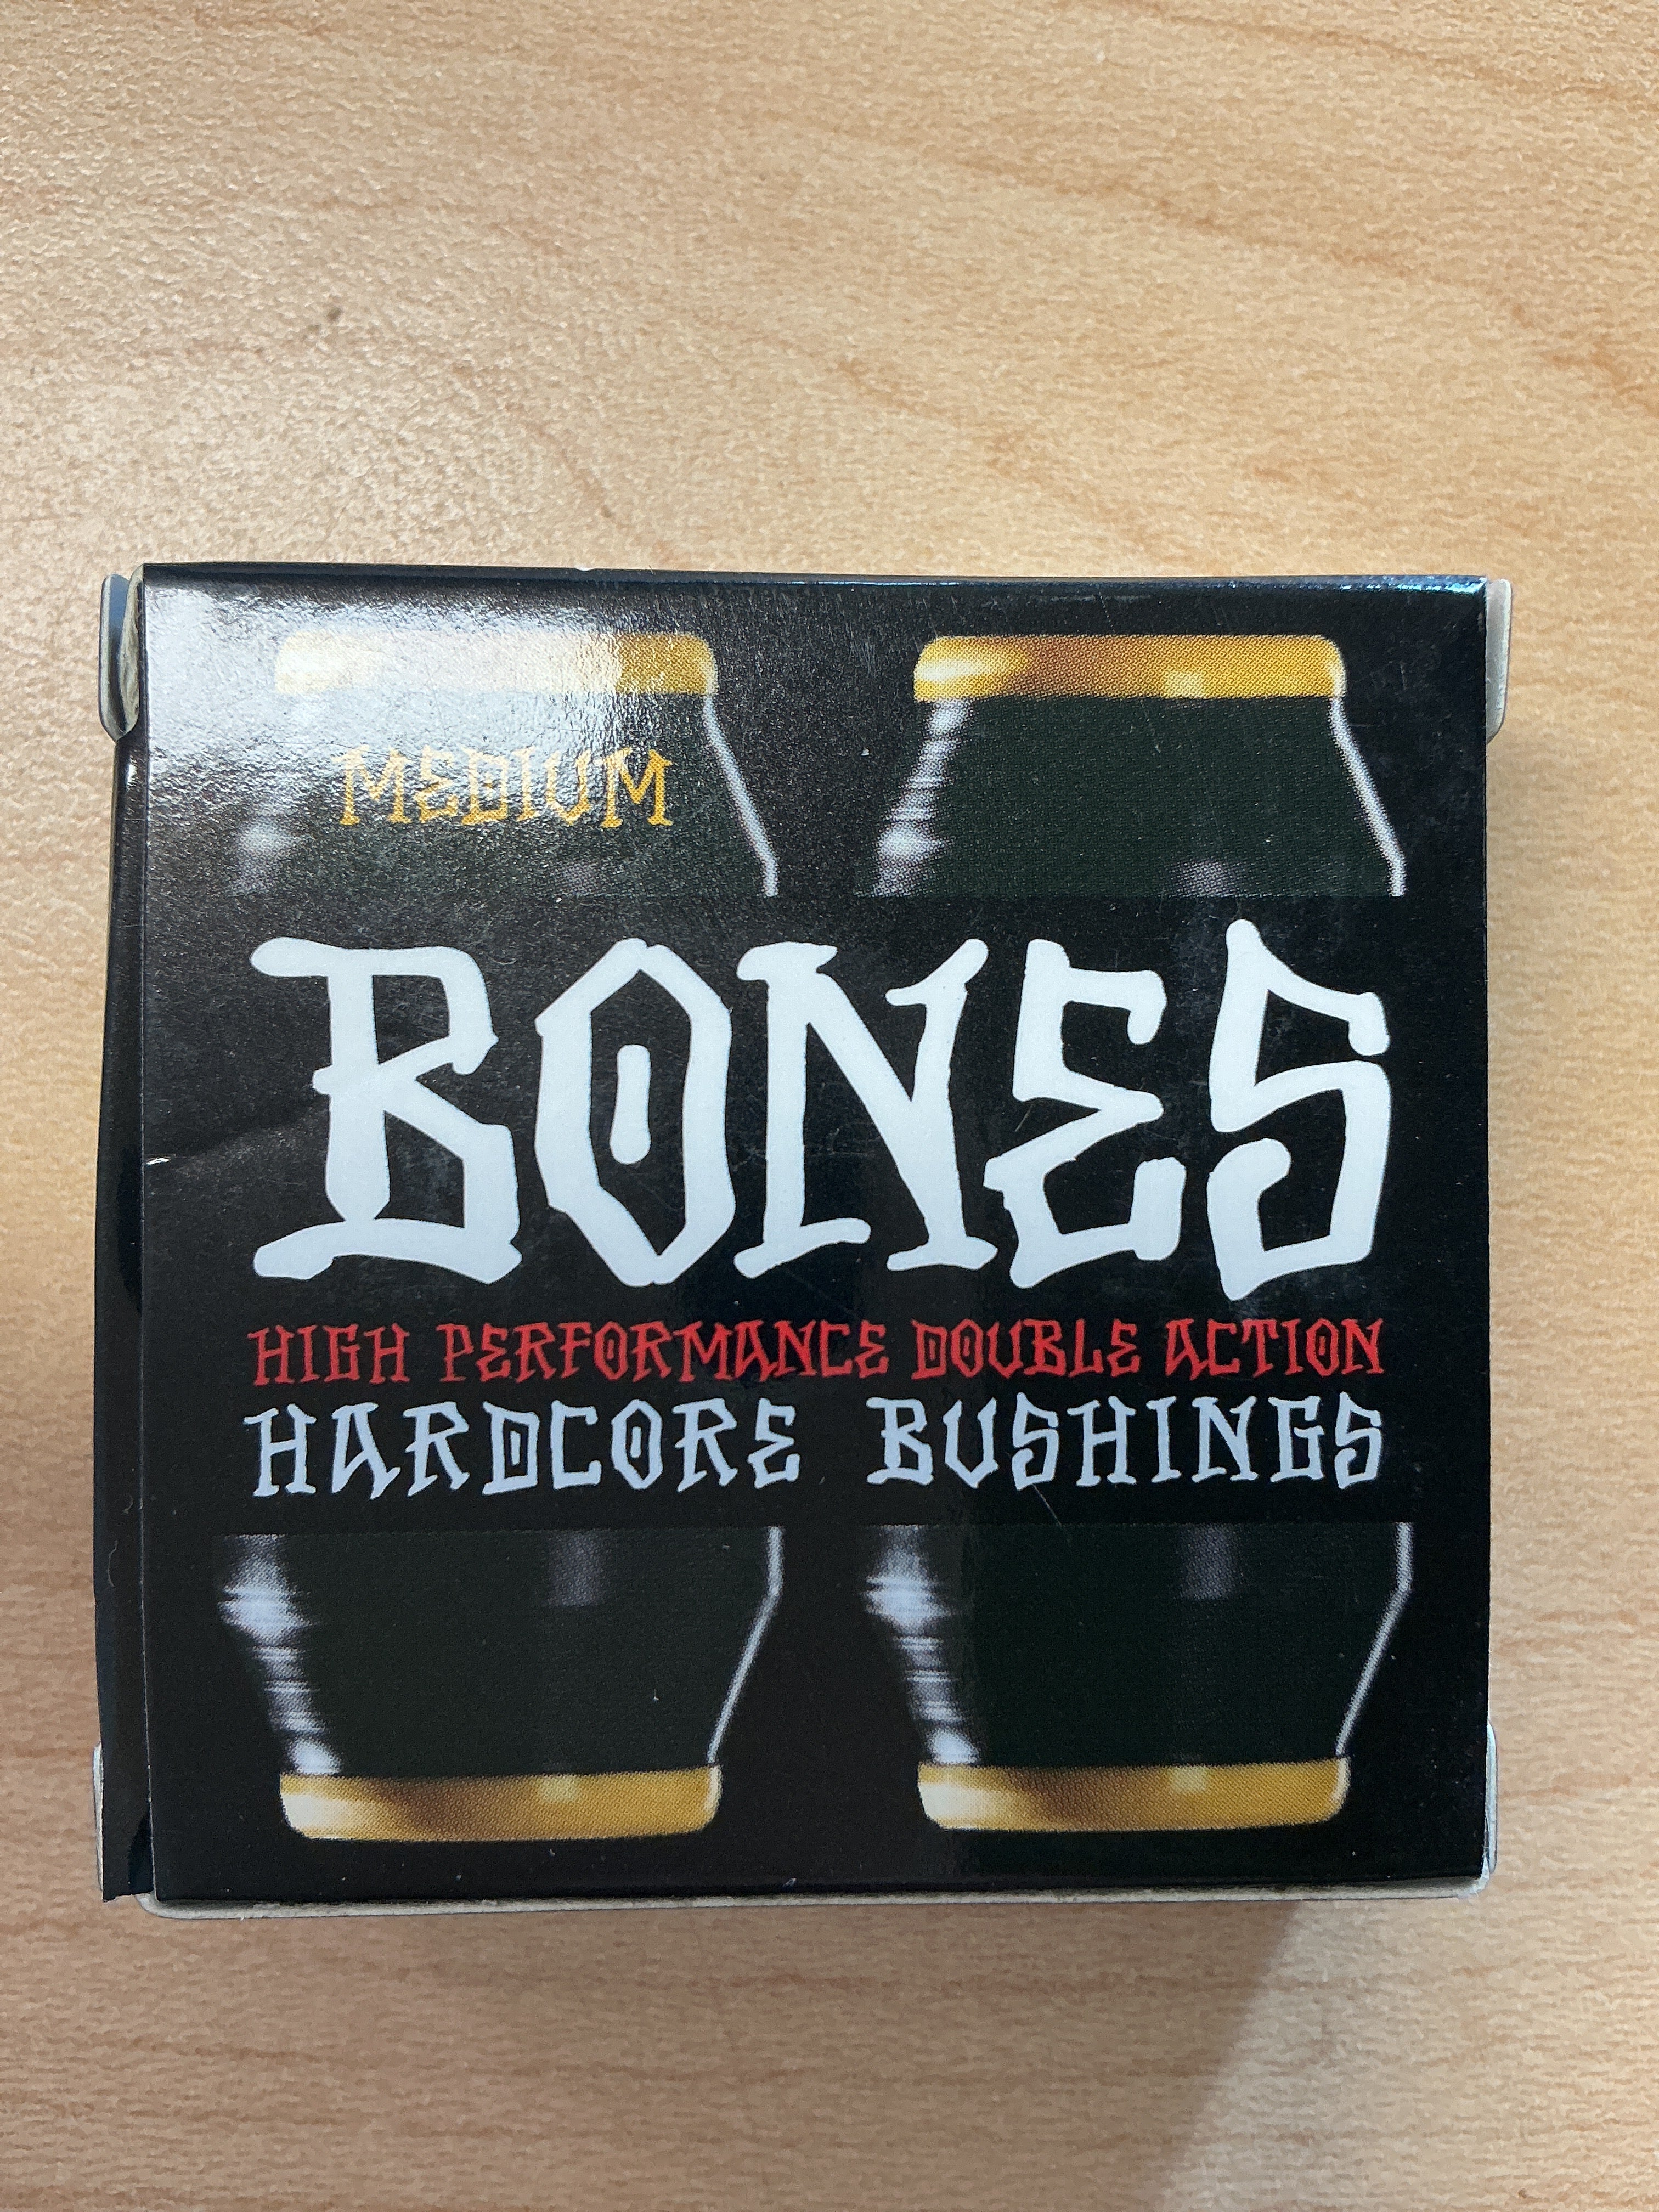 MEDIUM
BONES
HIGH PERFORMANCE DOUBLE ACTION
HARDCORE BUSHINGS